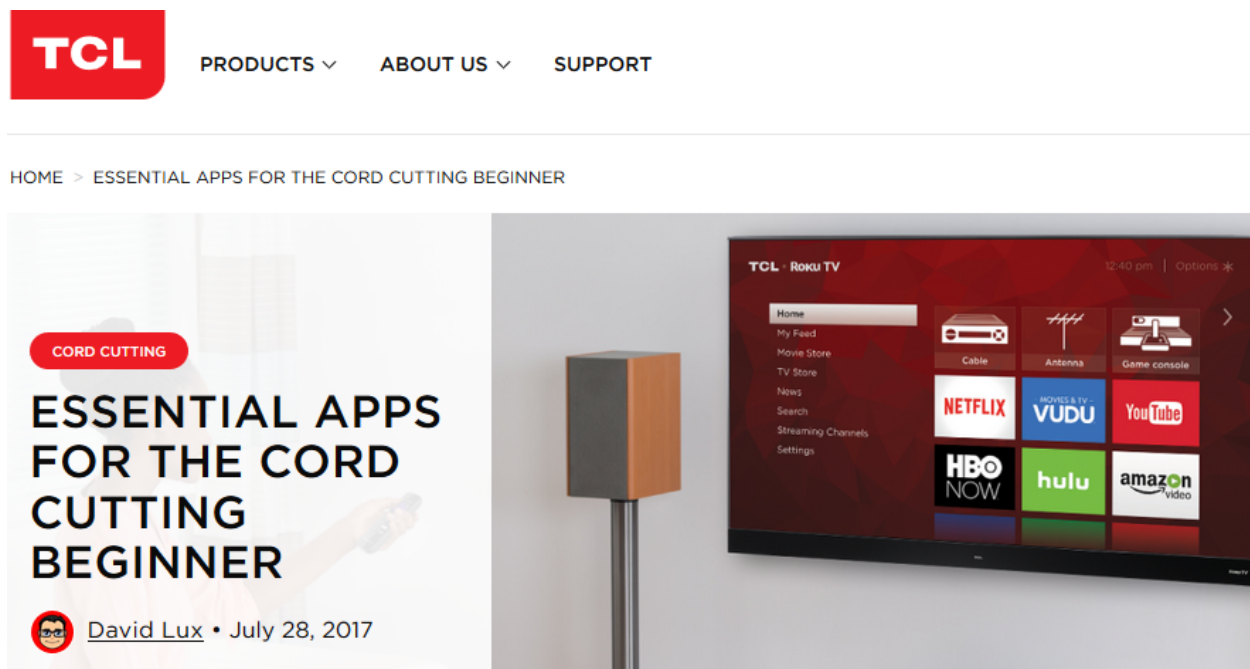 TCL
PRODUCTS
ABOUT US
SUPPORT
HOME > ESSENTIAL APPS FOR THE CORD CUTTING BEGINNER
CORD CUTTING
ESSENTIAL APPS
FOR THE CORD
CUTTING
BEGINNER
David Lux • July 28, 2017
TCL · Roku TV
12:40 pm | Options
Home
My Feed
Movie Store
TV Store
News
Search
Streaming Channels
Settings
Cable
Antenna
Game console
NETFLIX
MOVIES & TV
VUDU
YouTube
HBO
NOW
hulu
amazon
video
Roku TV